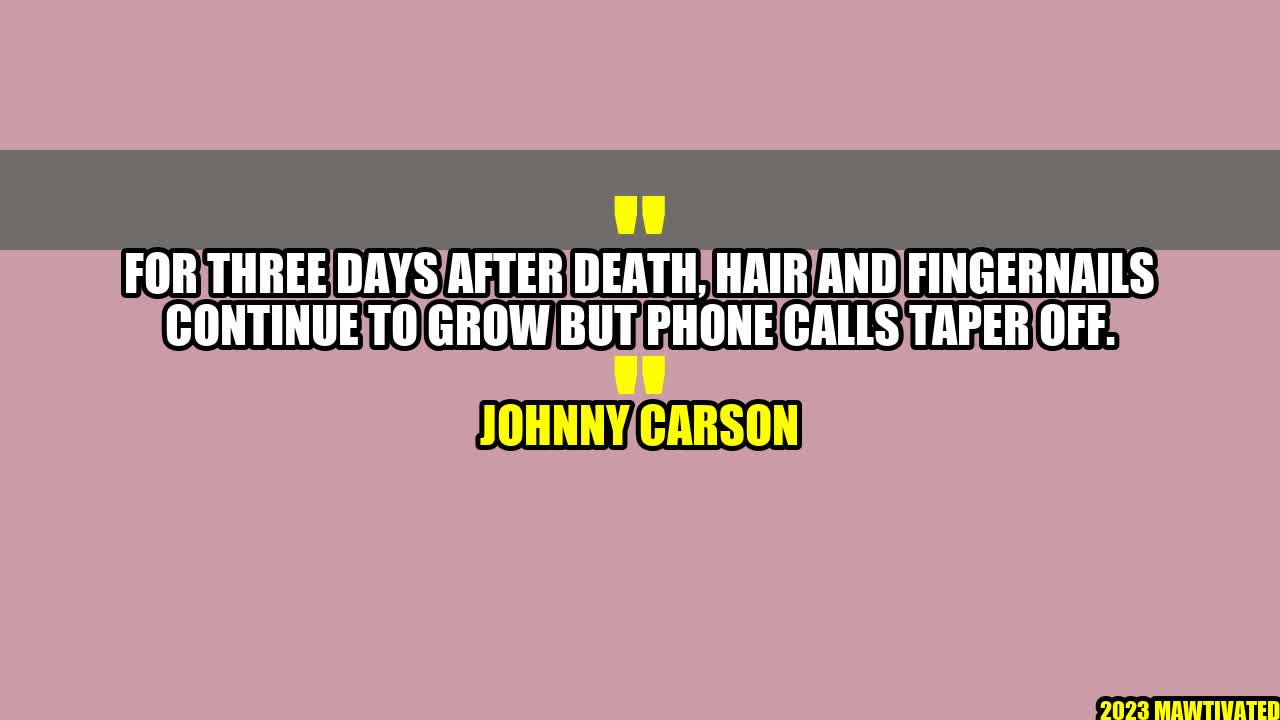 "
FOR THREE DAYS AFTER DEATH, HAIR AND FINGERNAILS
CONTINUE TO GROW BUT PHONE CALLS TAPER OFF.
"
JOHNNY CARSON
2023 MAWTIVATED